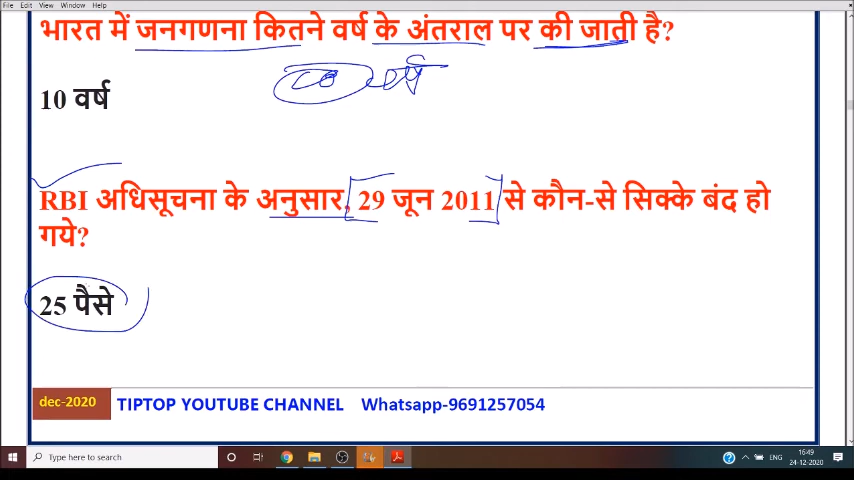 File Edit View Window Help
भारत में जनगणना कितने वर्ष के अंतराल पर की जाती है?
10 वर्ष
10 वर्ष
RBI अधिसूचना के अनुसार, 29 जून 2011 से कौन-से सिक्के बंद हो
गये?
25 पैसे
dec-2020 TIPTOP YOUTUBE CHANNEL Whatsapp-9691257054
Type here to search
ENG
16:49
24-12-2020